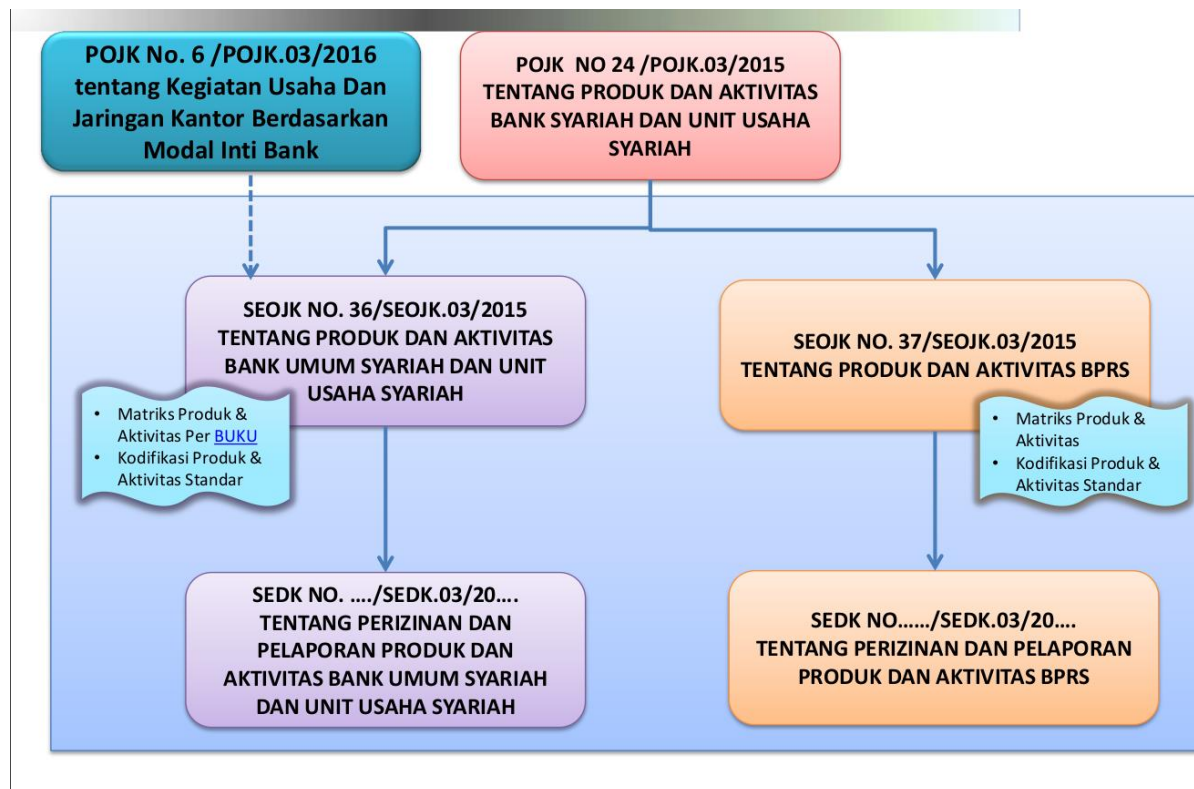 POJK No. 6 /POJK.03/2016
tentang Kegiatan Usaha Dan
Jaringan Kantor Berdasarkan
Modal Inti Bank
POJK NO 24 /POJK.03/2015
TENTANG PRODUK DAN AKTIVITAS
BANK SYARIAH DAN UNIT USAHA
SYARIAH
SEOJK NO. 36/SEOJK.03/2015
TENTANG PRODUK DAN AKTIVITAS
BANK UMUM SYARIAH DAN UNIT
USAHA SYARIAH
• Matriks Produk &
Aktivitas Per BUKU
• Kodifikasi Produk &
Aktivitas Standar
SEOJK NO. 37/SEOJK.03/2015
TENTANG PRODUK DAN AKTIVITAS BPRS
• Matriks Produk &
Aktivitas
• Kodifikasi Produk &
Aktivitas Standar
SEDK NO. …./SEDK.03/20….
TENTANG PERIZINAN DAN
PELAPORAN PRODUK DAN
AKTIVITAS BANK UMUM SYARIAH
DAN UNIT USAHA SYARIAH
SEDK NO……/SEDK.03/20….
TENTANG PERIZINAN DAN PELAPORAN
PRODUK DAN AKTIVITAS BPRS